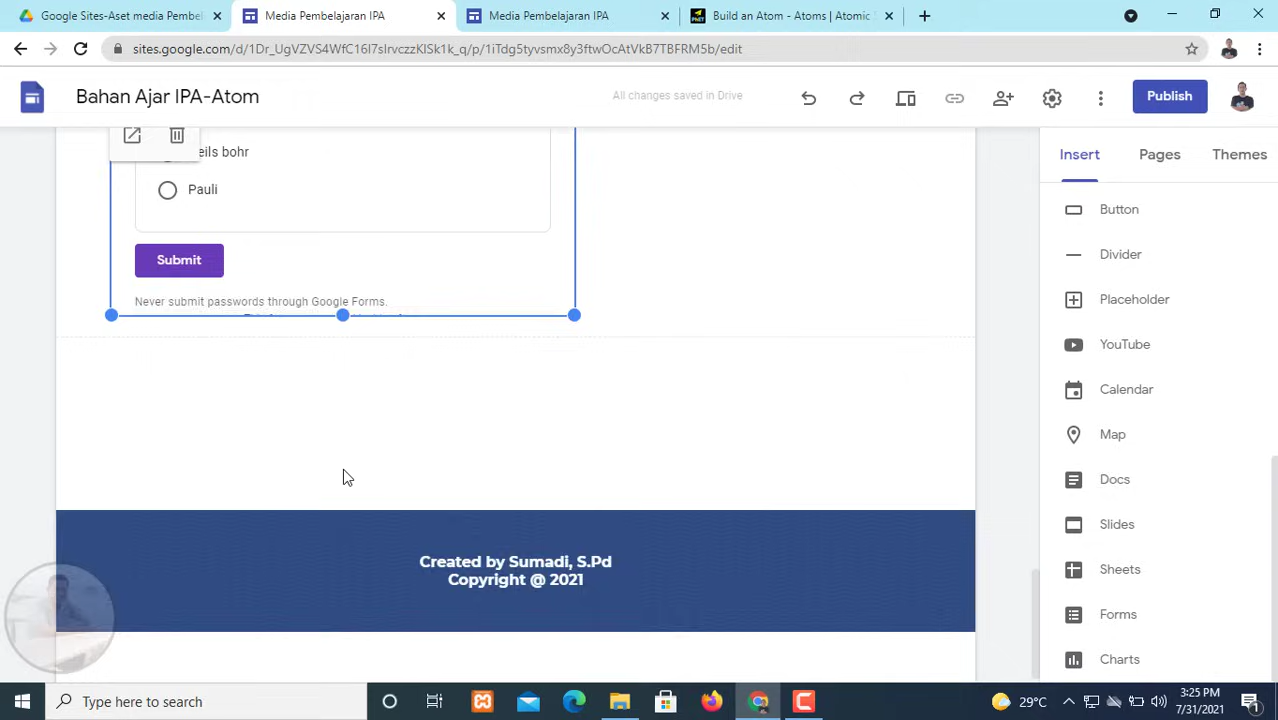 Google Sites-Aset media Pembel
Media Pembelajaran IPA
Media Pembelajaran IPA
Build an Atom - Atoms | Atomic S
sites.google.com/d/1Dr_UgVZVS4WfC16I7slrvczzKlSk1k_q/p/1iTdg5tyvsmx8y3ftwOcAtVkB7TBFRM5b/edit
Bahan Ajar IPA-Atom
All changes saved in Drive
Publish
Insert
Pages
Themes
eils bohr
Pauli
Submit
Never submit passwords through Google Forms.
Button
Divider
Placeholder
YouTube
Calendar
Map
Docs
Slides
Sheets
Forms
Charts
Created by Sumadi, S.Pd
Copyright @ 2021
Type here to search
29°C
3:25 PM
7/31/2021
1